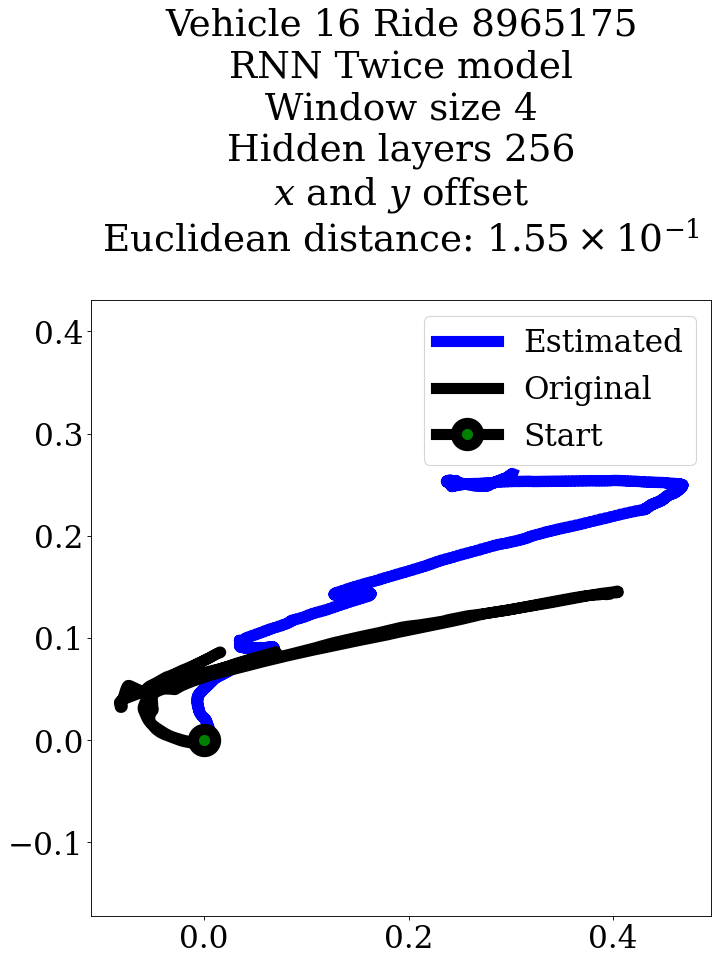 Vehicle 16 Ride 8965175
RNN Twice model
Window size 4
Hidden layers 256
x and y offset
Euclidean distance: 1.55 × 10⁻¹
Estimated
Original
Start
0.4
0.3
0.2
0.1
0.0
−0.1
0.0 0.2 0.4